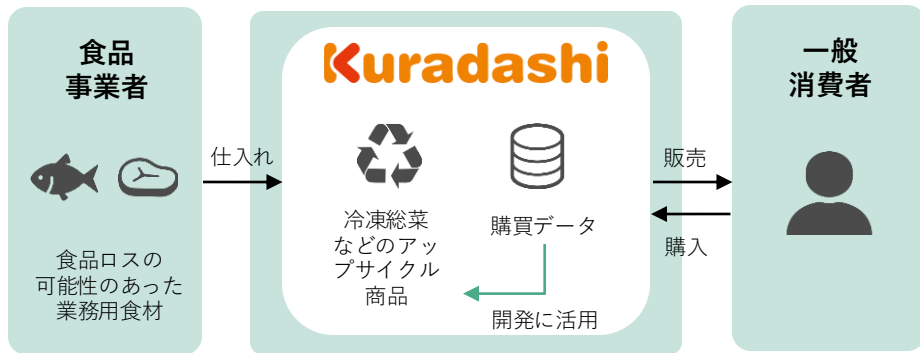 食品
事業者
食品ロスの
可能性のあった
業務用食材
仕入れ
Kuradashi
冷凍総菜
などのアッ
プサイクル
商品
購買データ
開発に活用
販売
購入
一般
消費者